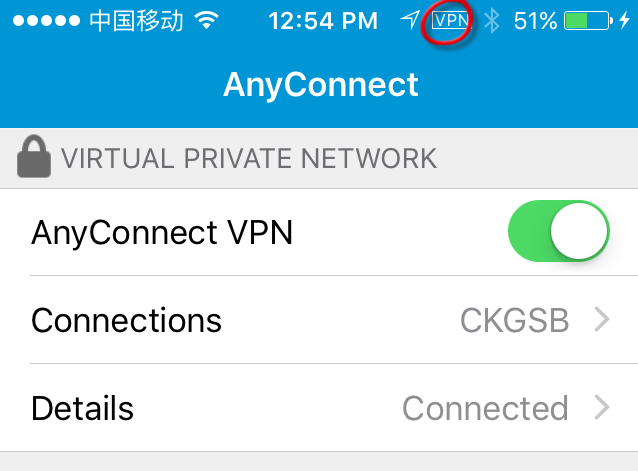 中国移动 12:54 PM VPN 51%
AnyConnect
VIRTUAL PRIVATE NETWORK
AnyConnect VPN
Connections CKGSB
Details Connected